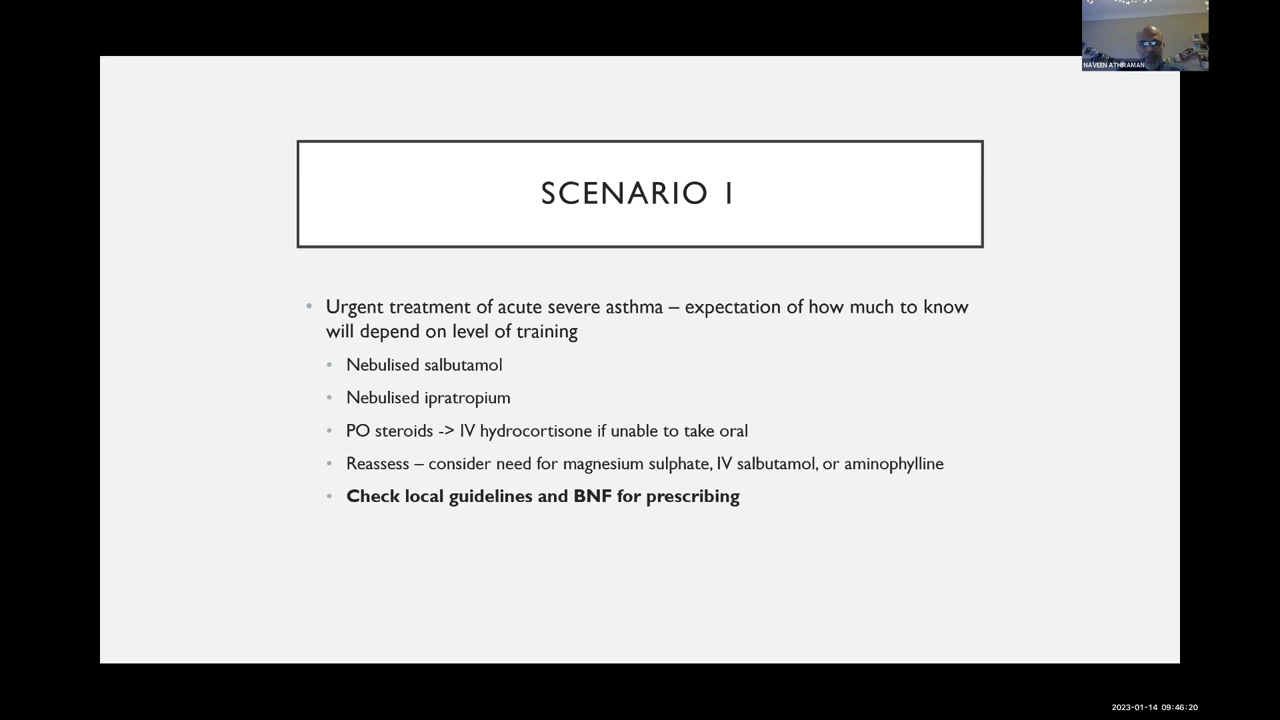 NAVEEN ATHIRAMAN
SCENARIO 1
• Urgent treatment of acute severe asthma – expectation of how much to know
will depend on level of training
• Nebulised salbutamol
• Nebulised ipratropium
• PO steroids -> IV hydrocortisone if unable to take oral
• Reassess – consider need for magnesium sulphate, IV salbutamol, or aminophylline
• Check local guidelines and BNF for prescribing
2023-01-14 09:46:20